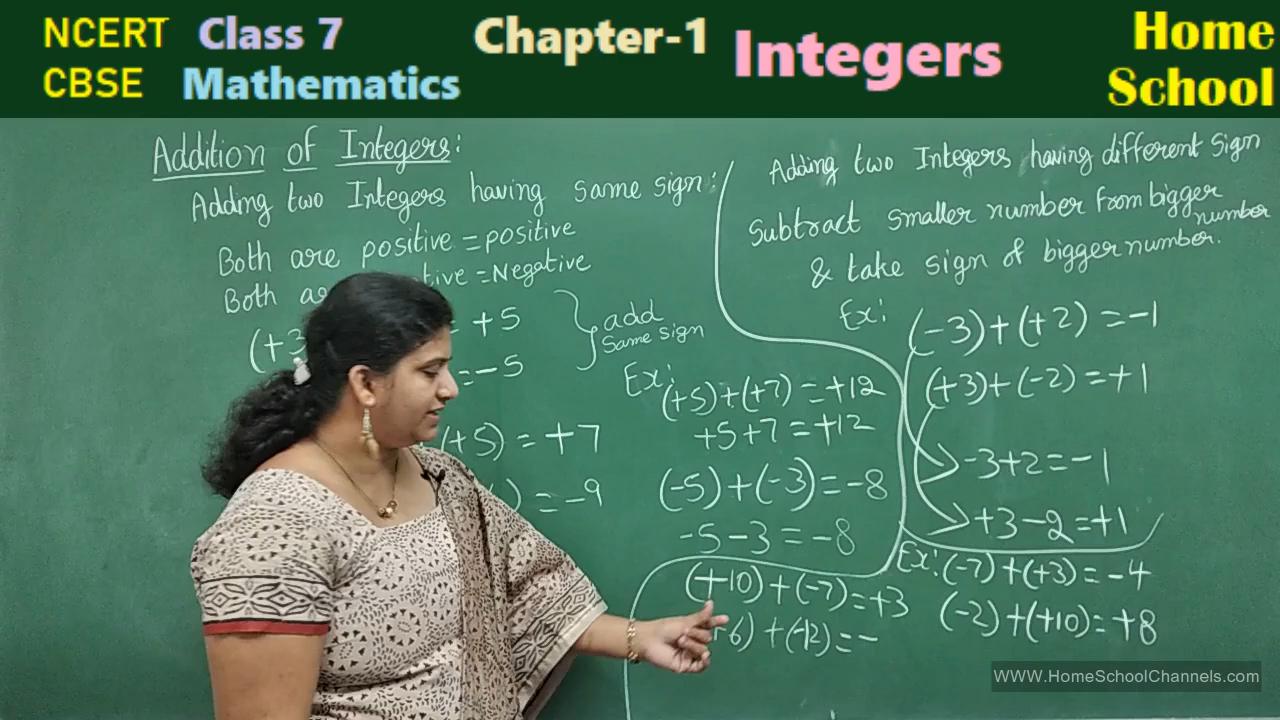 NCERT Class 7
CBSE Mathematics
Chapter-1
Integers
Home
School
Addition of Integers:
Adding two Integers having same sign:
Both are positive = positive
Both are = Negative
= +5
= -5
add
same sign
(+5) = +7
= -9
Ex:
(+5)+(+7) = +12
+5+7 = +12
(-5)+(-3) = -8
-5-3 = -8
(+10)+(-7) = +3
+(-12) = -
Adding two Integers having different Sign
Subtract smaller number from bigger
number
& take sign of bigger number.
Ex:
(-3)+(+2) = -1
(+3)+(-2) = +1
-3+2 = -1
+3-2 = +1
Ex: (-7)+(+3) = -4
(-2)+(+10) = +8
WWW.HomeSchoolChannels.com